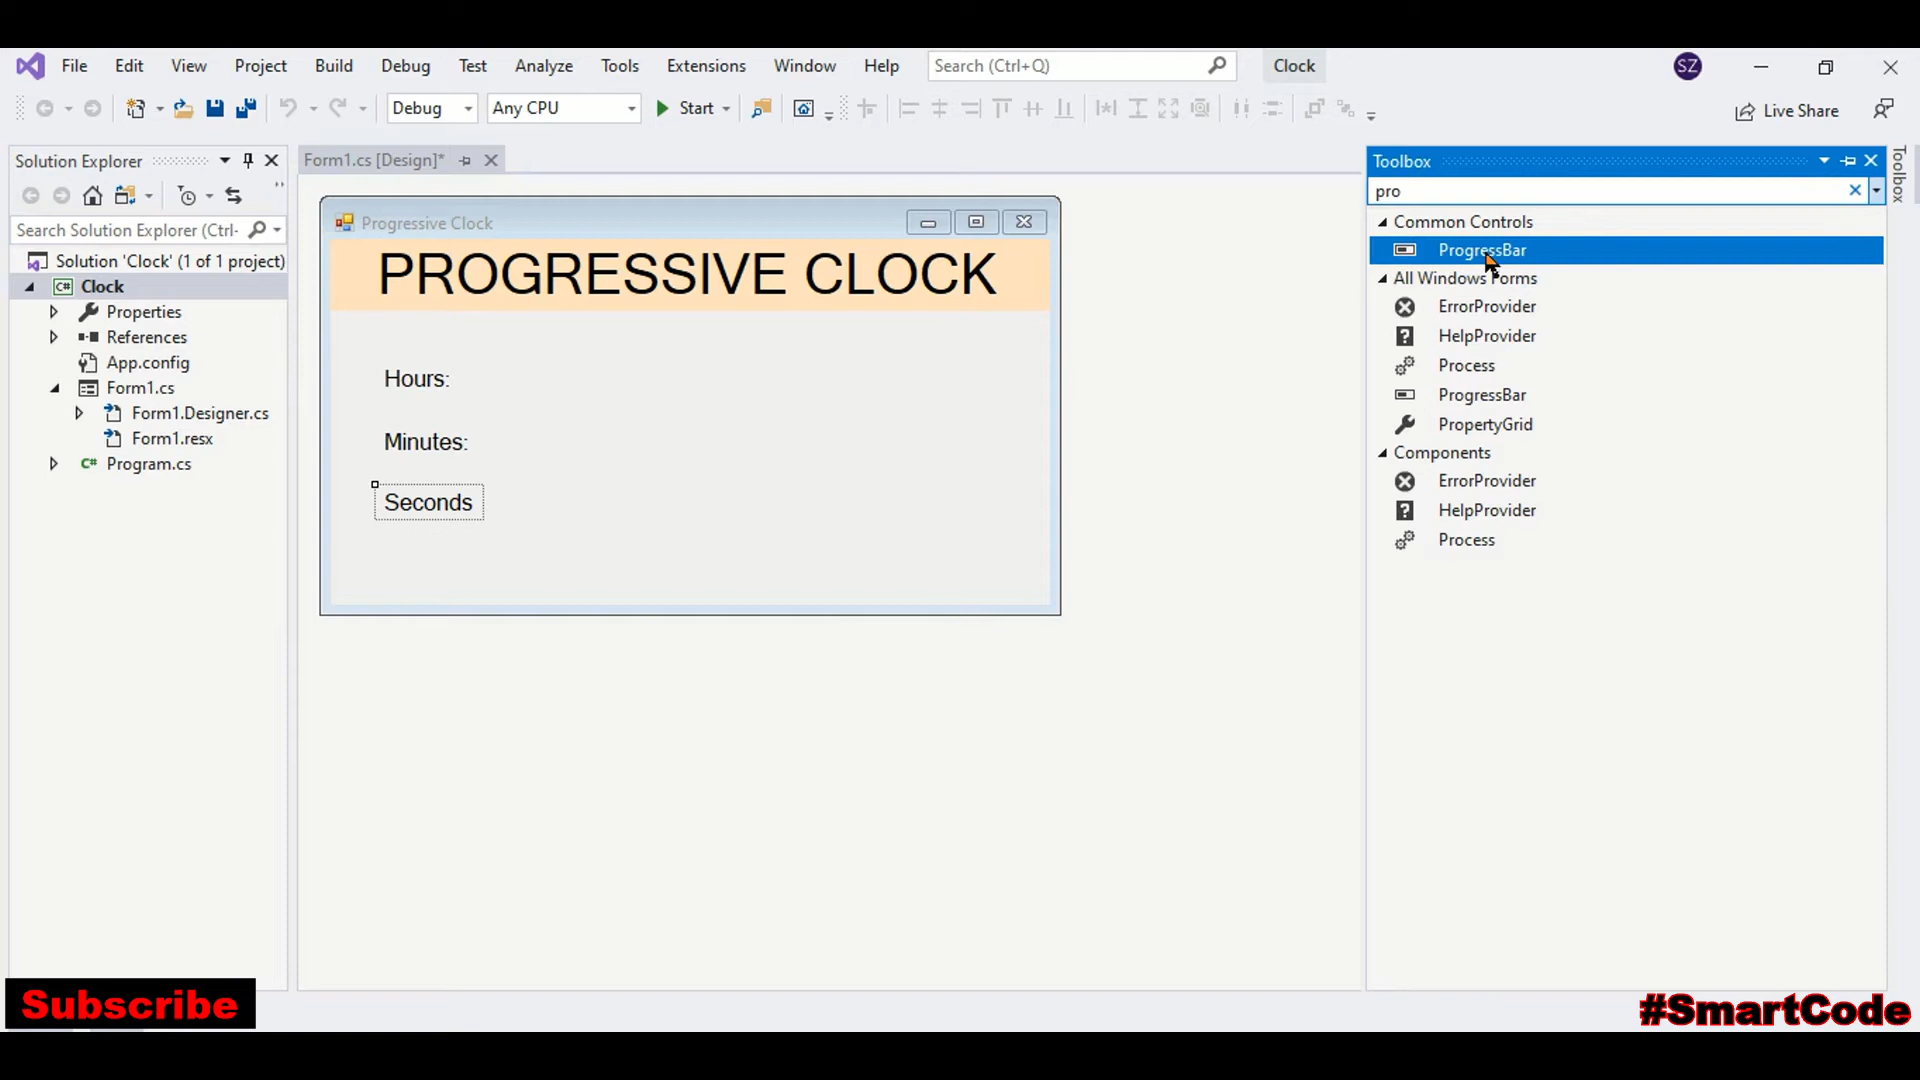 File Edit View Project Build Debug Test Analyze Tools Extensions Window Help Search (Ctrl+Q) Clock SZ
Debug Any CPU Start Live Share
Solution Explorer
Search Solution Explorer (Ctrl-
Solution 'Clock' (1 of 1 project)
C# Clock
Properties
References
App.config
Form1.cs
Form1.Designer.cs
Form1.resx
C# Program.cs
Form1.cs [Design]*
Progressive Clock
PROGRESSIVE CLOCK
Hours:
Minutes:
Seconds
Toolbox
pro
Common Controls
ProgressBar
All Windows Forms
ErrorProvider
HelpProvider
Process
ProgressBar
PropertyGrid
Components
ErrorProvider
HelpProvider
Process
Toolbox
Subscribe
#SmartCode